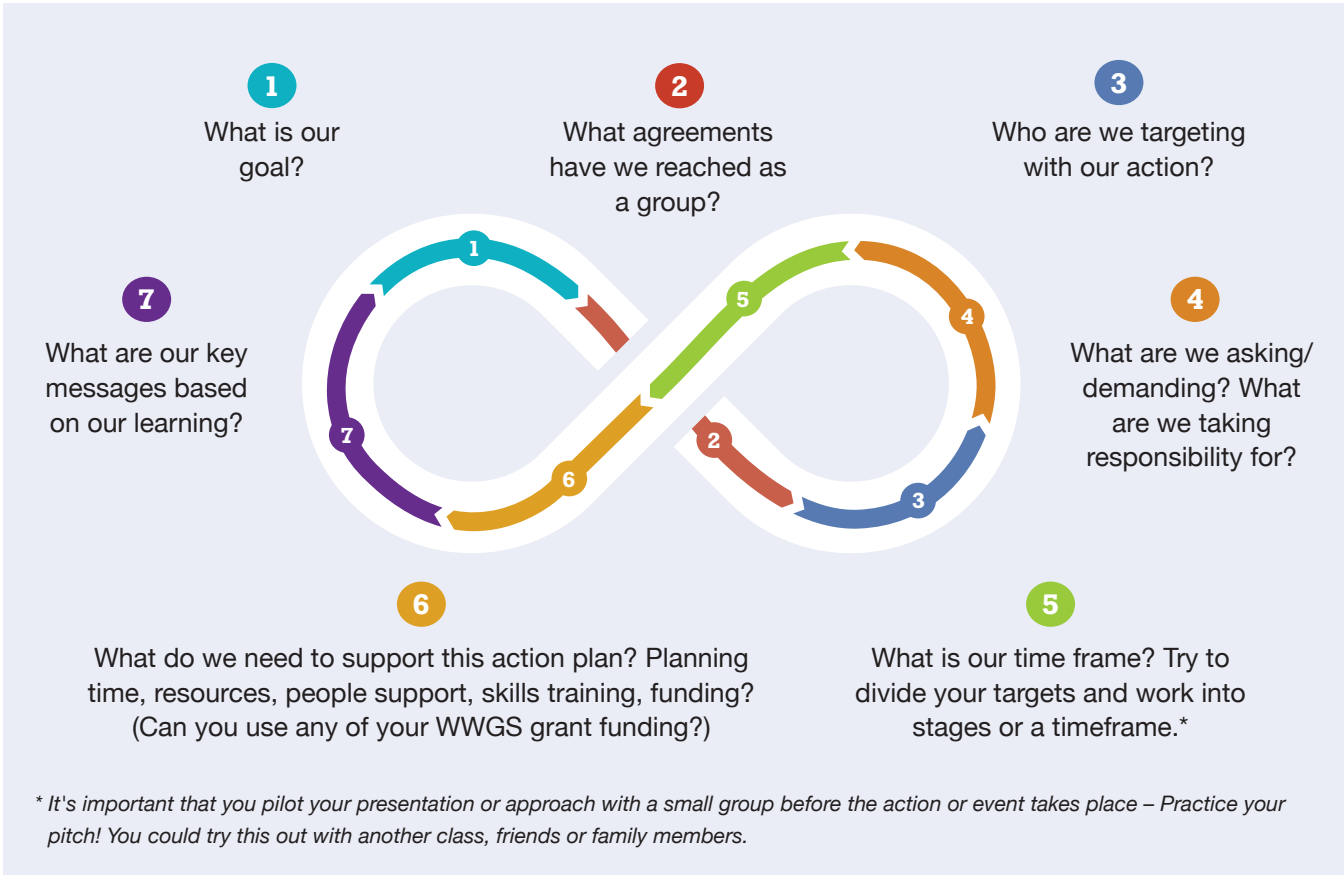 1
What is our
goal?
2
What agreements
have we reached as
a group?
3
Who are we targeting
with our action?
7
What are our key
messages based
on our learning?
4
What are we asking/
demanding? What
are we taking
responsibility for?
1
5
4
7
2
6
3
6
What do we need to support this action plan? Planning
time, resources, people support, skills training, funding?
(Can you use any of your WWGS grant funding?)
5
What is our time frame? Try to
divide your targets and work into
stages or a timeframe.*
* It's important that you pilot your presentation or approach with a small group before the action or event takes place – Practice your
pitch! You could try this out with another class, friends or family members.